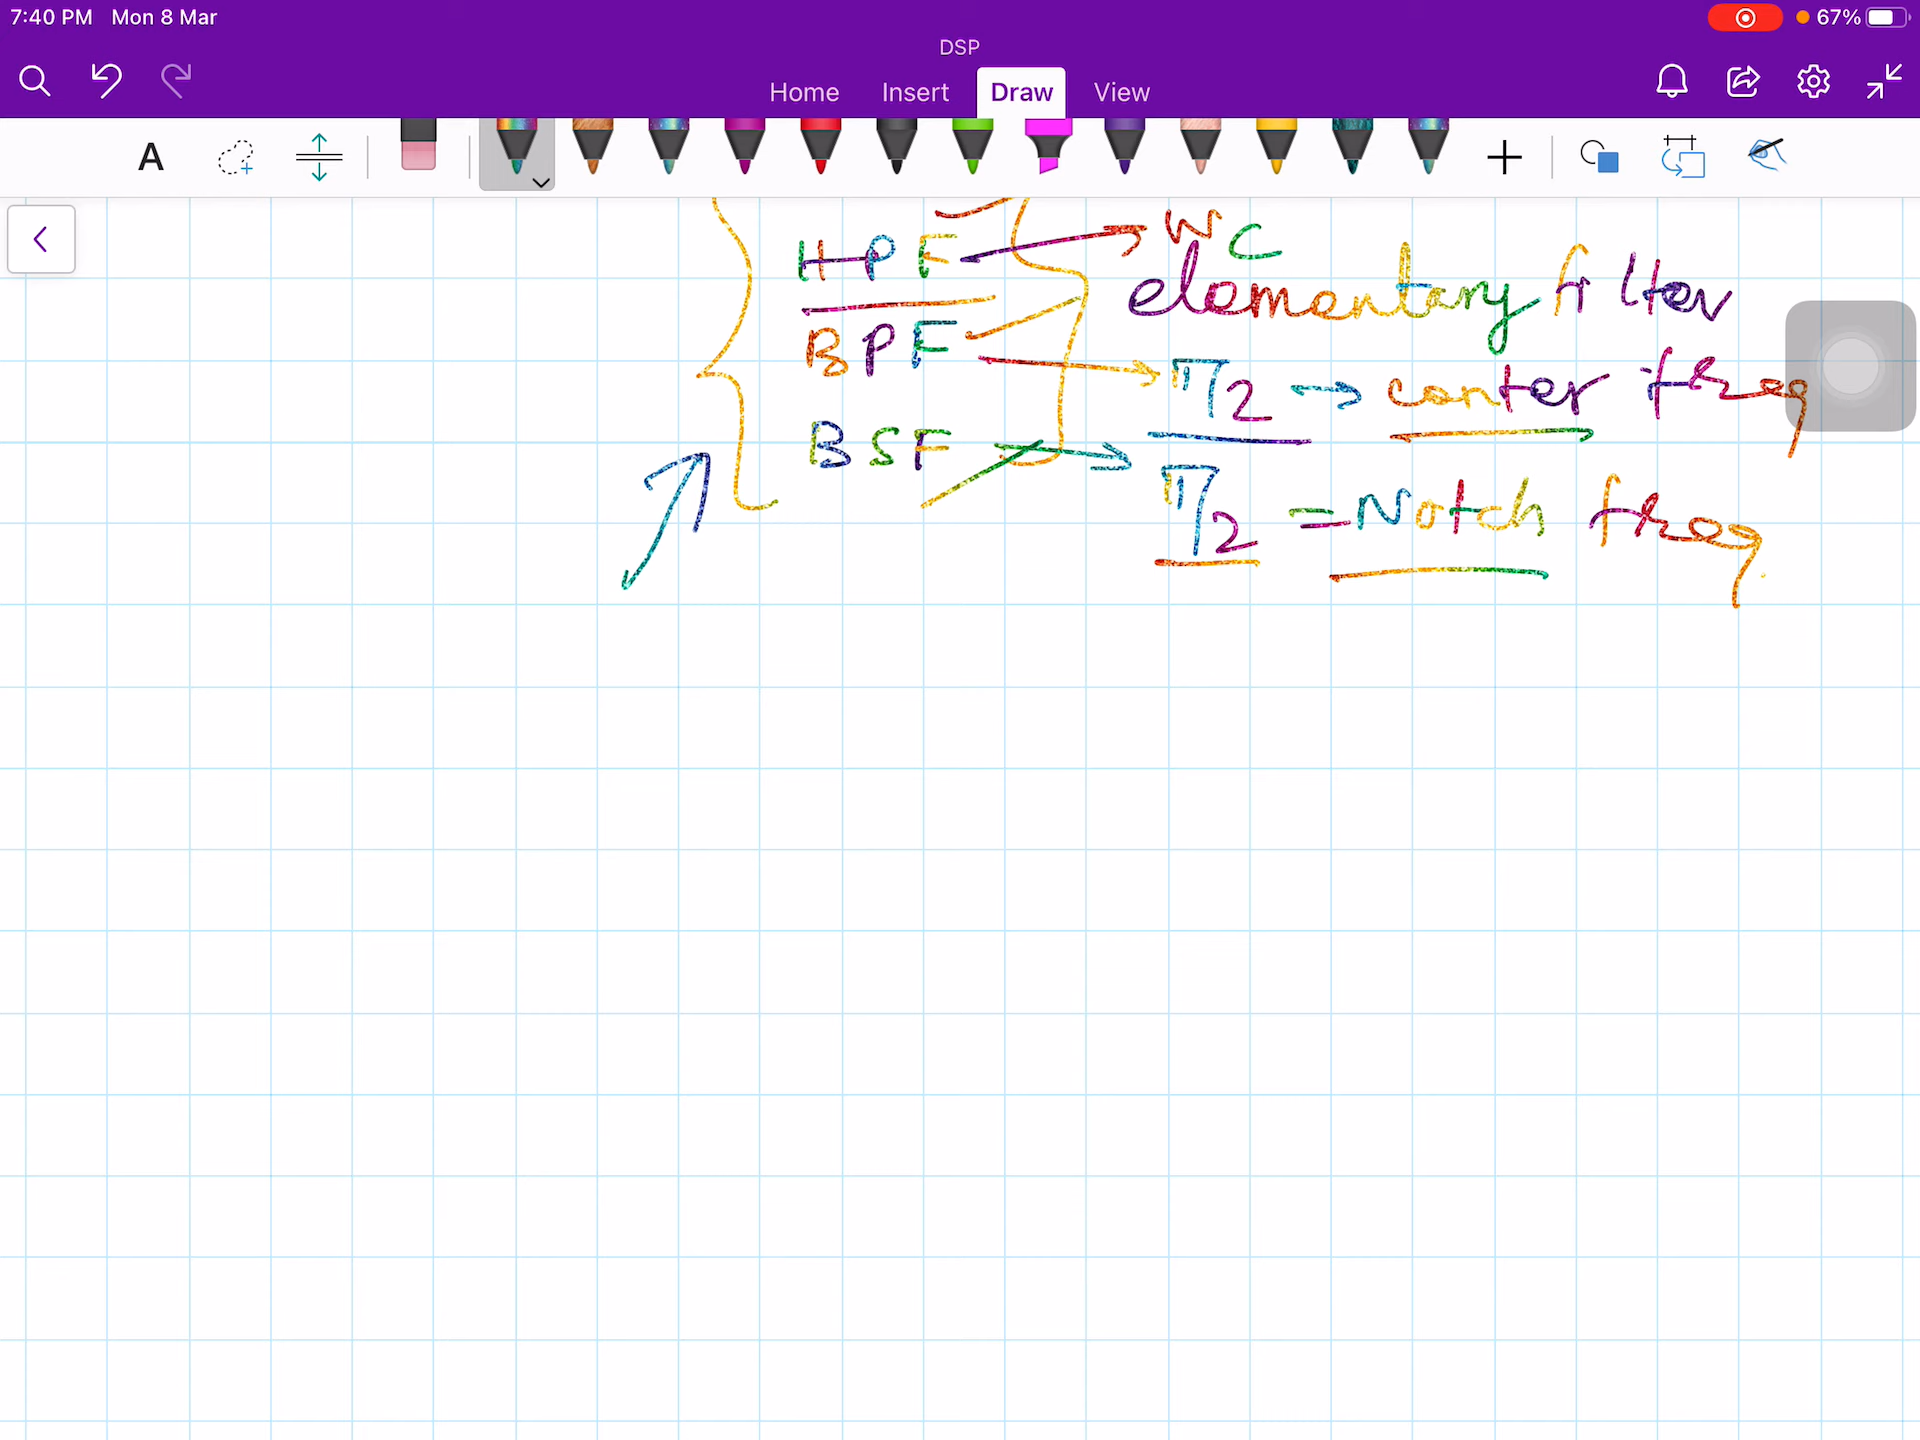 7:40 PM Mon 8 Mar
67%
DSP
Home Insert Draw View
A
HPF → WC
elementary filter
BPF → π/2 → center freq
BSF → π/2 = Notch freq